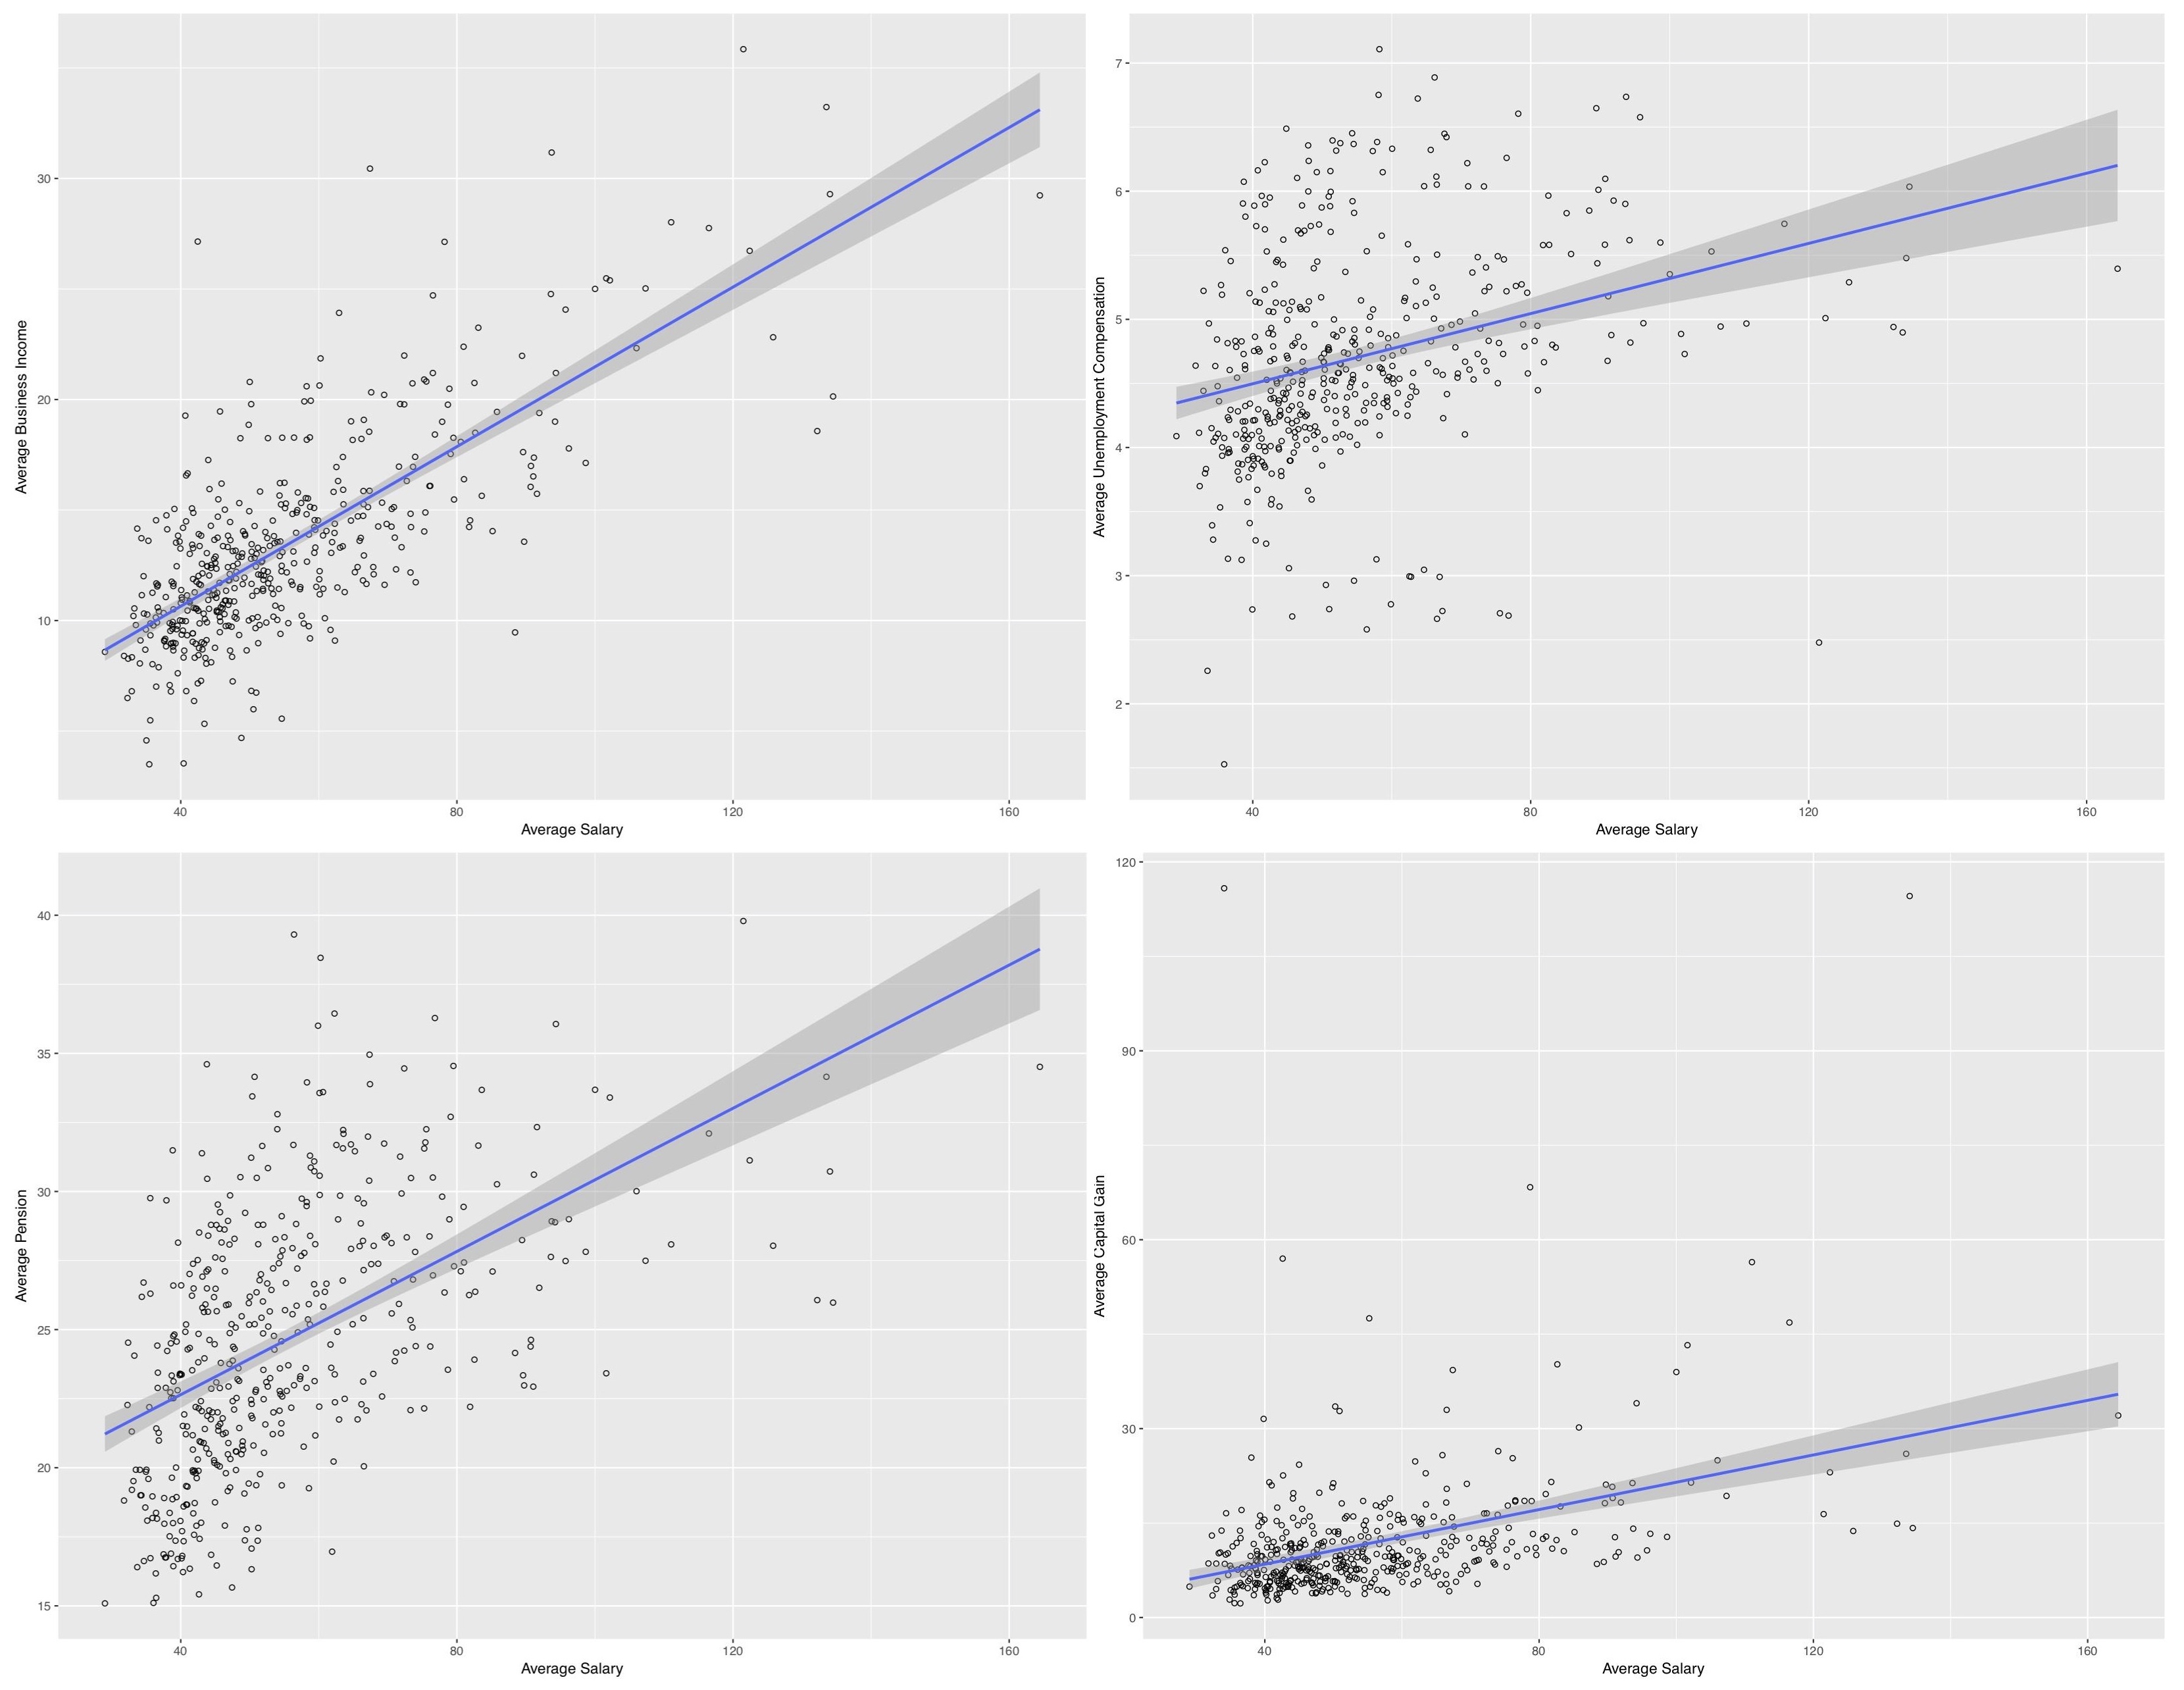 Average Business Income
30
20
10
40 80 120 160
Average Salary
Average Unemployment Compensation
7
6
5
4
3
2
40 80 120 160
Average Salary
Average Pension
40
35
30
25
20
15
40 80 120 160
Average Salary
Average Capital Gain
120
90
60
30
0
40 80 120 160
Average Salary